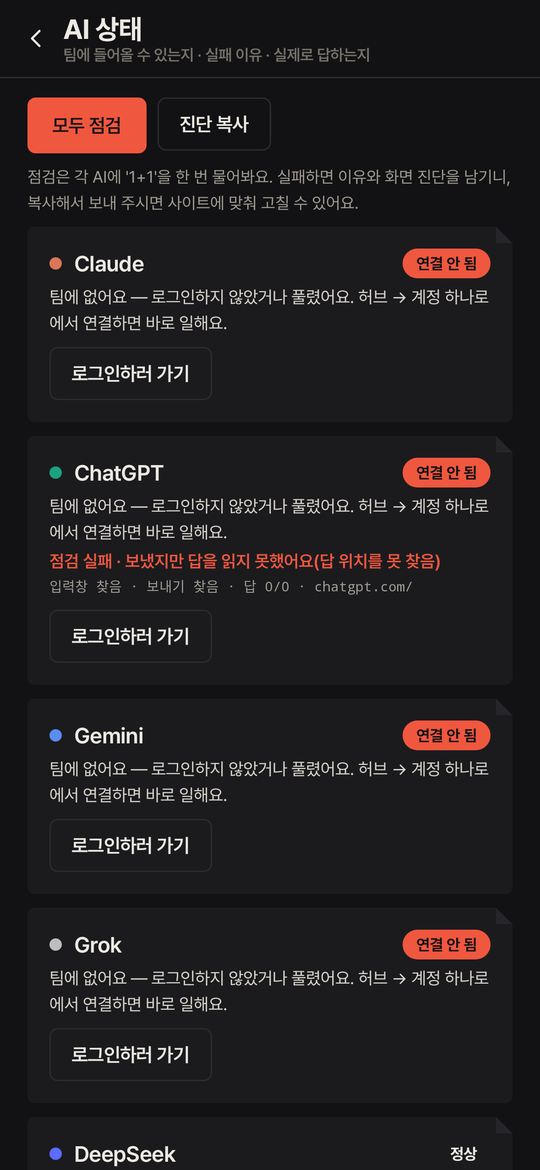 AI 상태
팀에 들어올 수 있는지 · 실패 이유 · 실제로 답하는지
모두 점검
진단 복사
점검은 각 AI에 '1+1'을 한 번 물어봐요. 실패하면 이유와 화면 진단을 남기니,
복사해서 보내 주시면 사이트에 맞춰 고칠 수 있어요.
Claude
연결 안 됨
팀에 없어요 — 로그인하지 않았거나 풀렸어요. 허브 → 계정 하나로
에서 연결하면 바로 일해요.
로그인하러 가기
ChatGPT
연결 안 됨
팀에 없어요 — 로그인하지 않았거나 풀렸어요. 허브 → 계정 하나로
에서 연결하면 바로 일해요.
점검 실패 · 보냈지만 답을 읽지 못했어요(답 위치를 못 찾음)
입력창 찾음 · 보내기 찾음 · 답 0/0 · chatgpt.com/
로그인하러 가기
Gemini
연결 안 됨
팀에 없어요 — 로그인하지 않았거나 풀렸어요. 허브 → 계정 하나로
에서 연결하면 바로 일해요.
로그인하러 가기
Grok
연결 안 됨
팀에 없어요 — 로그인하지 않았거나 풀렸어요. 허브 → 계정 하나로
에서 연결하면 바로 일해요.
로그인하러 가기
DeepSeek
정상